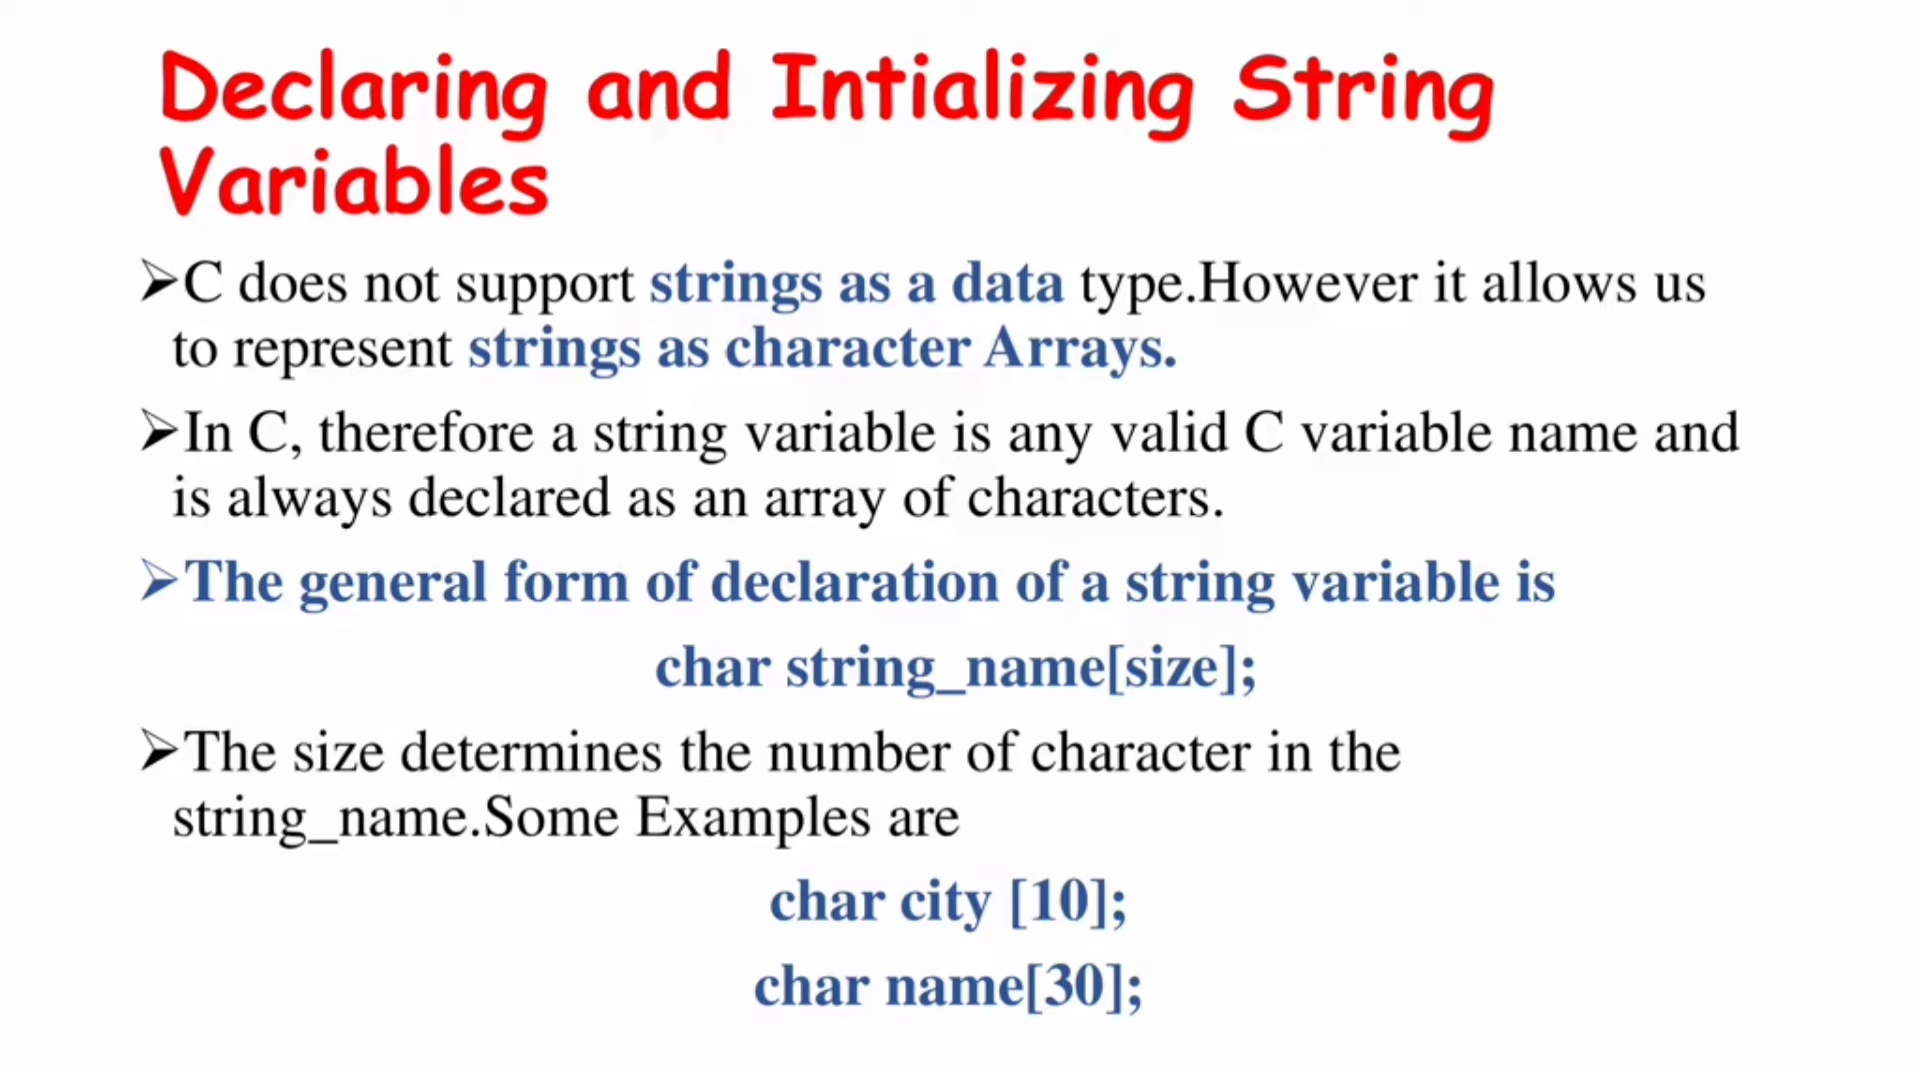 Declaring and Intializing String
Variables
➢C does not support strings as a data type.However it allows us
to represent strings as character Arrays.
➢In C, therefore a string variable is any valid C variable name and
is always declared as an array of characters.
➢The general form of declaration of a string variable is
char string_name[size];
➢The size determines the number of character in the
string_name.Some Examples are
char city [10];
char name[30];